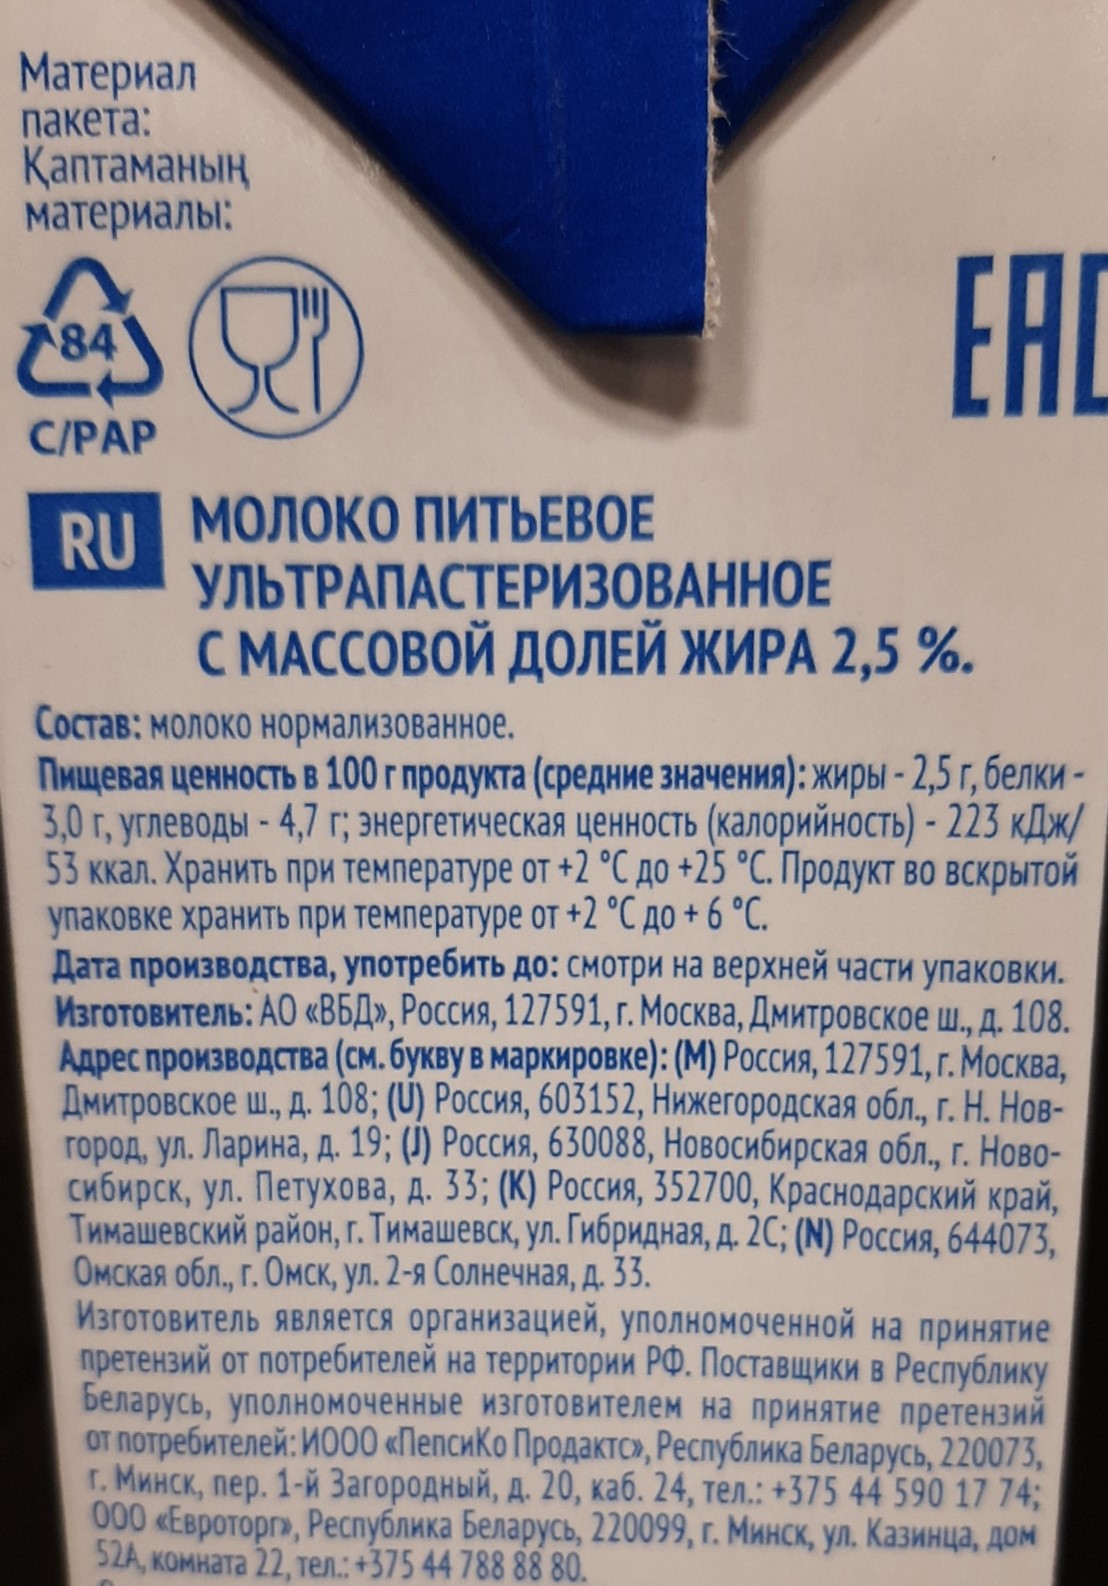 Материал
пакета:
Қаптаманың
материалы:
84
C/PAP
EAC
RU
МОЛОКО ПИТЬЕВОЕ
УЛЬТРАПАСТЕРИЗОВАННОЕ
С МАССОВОЙ ДОЛЕЙ ЖИРА 2,5 %.
Состав: молоко нормализованное.
Пищевая ценность в 100 г продукта (средние значения): жиры - 2,5 г, белки -
3,0 г, углеводы - 4,7 г; энергетическая ценность (калорийность) - 223 кДж/
53 ккал. Хранить при температуре от +2 °С до +25 °С. Продукт во вскрытой
упаковке хранить при температуре от +2 °С до + 6 °С.
Дата производства, употребить до: смотри на верхней части упаковки.
Изготовитель: АО «ВБД», Россия, 127591, г. Москва, Дмитровское ш., д. 108.
Адрес производства (см. букву в маркировке): (M) Россия, 127591, г. Москва,
Дмитровское ш., д. 108; (U) Россия, 603152, Нижегородская обл., г. Н. Нов-
город, ул. Ларина, д. 19; (J) Россия, 630088, Новосибирская обл., г. Ново-
сибирск, ул. Петухова, д. 33; (K) Россия, 352700, Краснодарский край,
Тимашевский район, г. Тимашевск, ул. Гибридная, д. 2С; (N) Россия, 644073,
Омская обл., г. Омск, ул. 2-я Солнечная, д. 33.
Изготовитель является организацией, уполномоченной на принятие
претензий от потребителей на территории РФ. Поставщики в Республику
Беларусь, уполномоченные изготовителем на принятие претензий
от потребителей: ИООО «ПепсиКо Продактс», Республика Беларусь, 220073,
г. Минск, пер. 1-й Загородный, д. 20, каб. 24, тел.: +375 44 590 17 74;
ООО «Евроторг», Республика Беларусь, 220099, г. Минск, ул. Казинца, дом
52А, комната 22, тел.: +375 44 788 88 80.